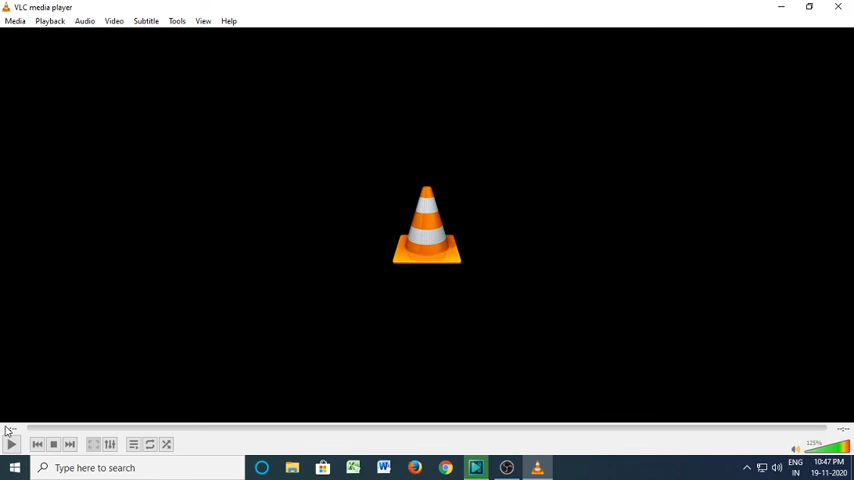 VLC media player
Media Playback Audio Video Subtitle Tools View Help
--:-- --:--
125%
Type here to search
ENG 10:47 PM
IN 19-11-2020